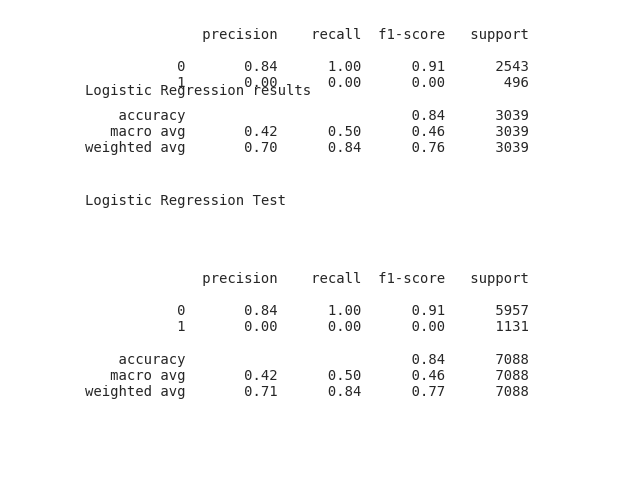 precision    recall  f1-score   support
0       0.84      1.00      0.91      2543
1       0.00      0.00      0.00       496
Logistic Regression results
accuracy                           0.84      3039
macro avg       0.42      0.50      0.46      3039
weighted avg       0.70      0.84      0.76      3039
Logistic Regression Test
precision    recall  f1-score   support
0       0.84      1.00      0.91      5957
1       0.00      0.00      0.00      1131
accuracy                           0.84      7088
macro avg       0.42      0.50      0.46      7088
weighted avg       0.71      0.84      0.77      7088